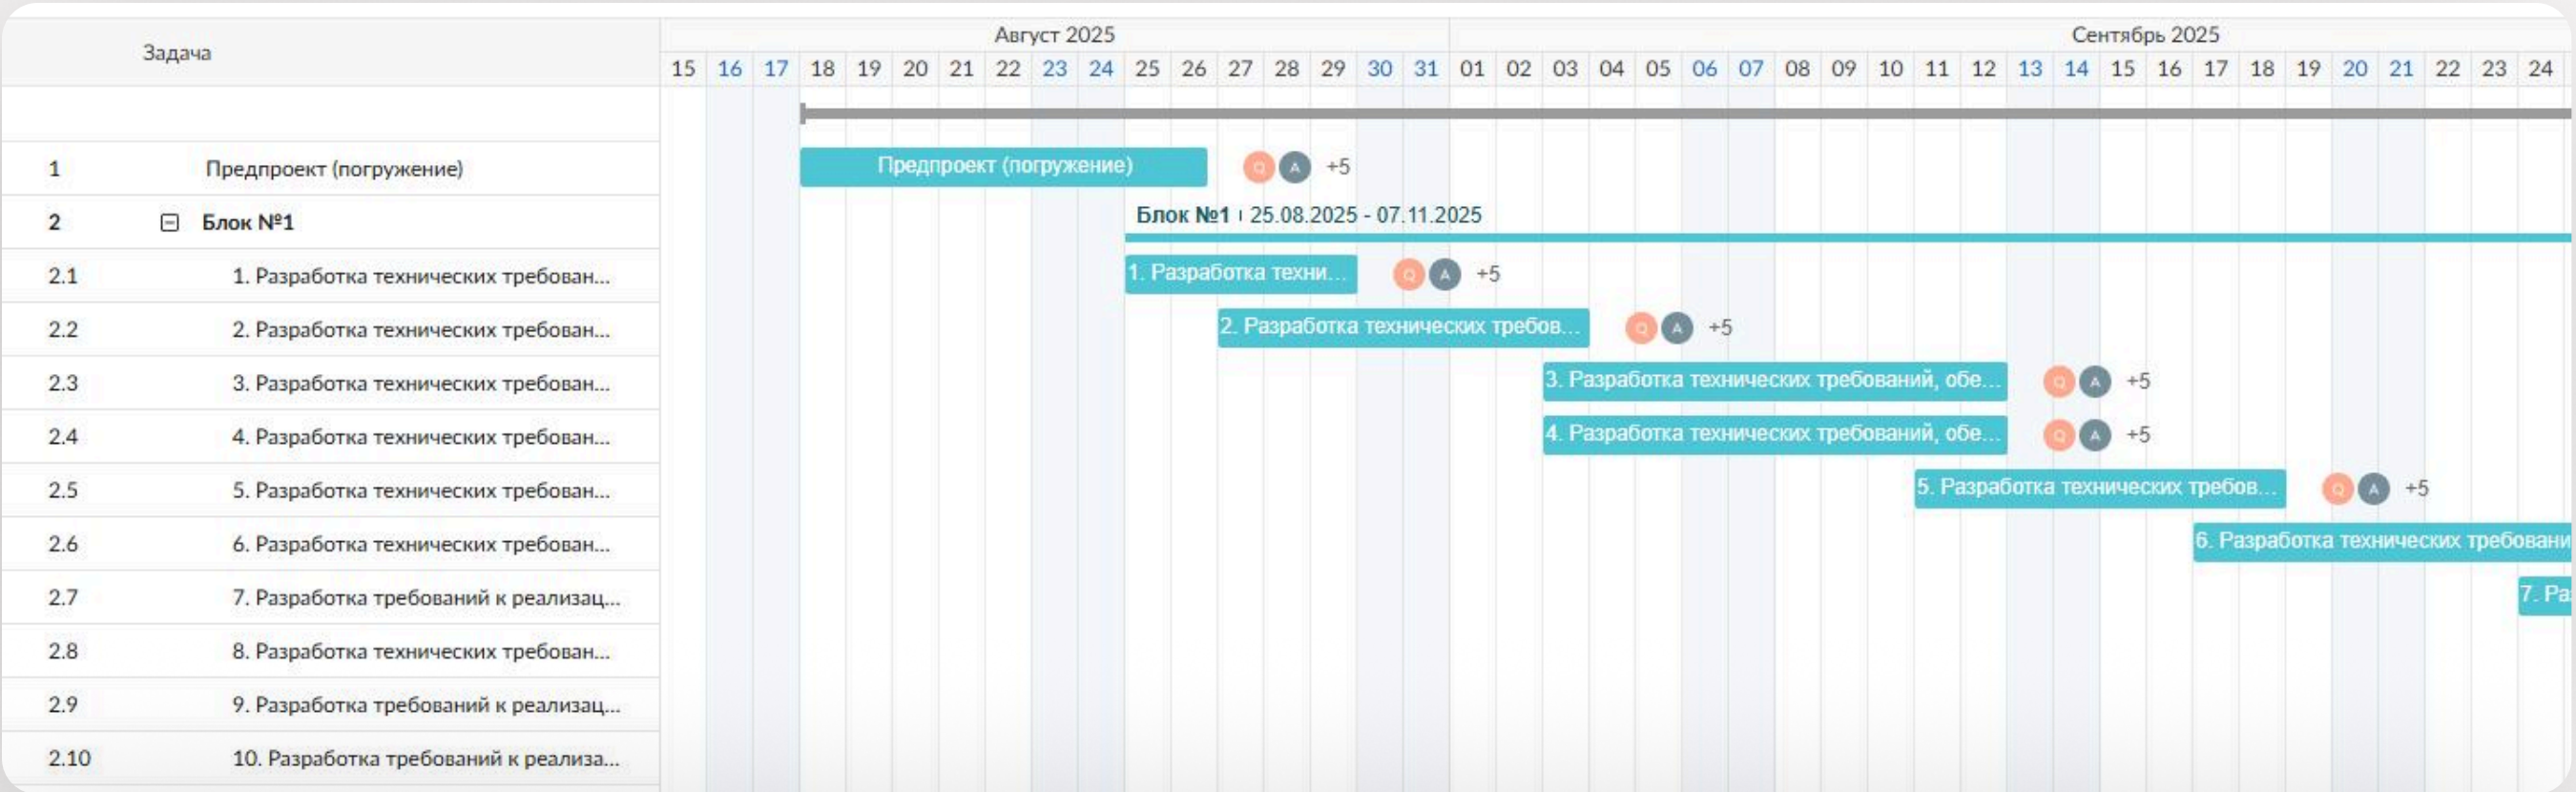 Задача
Август 2025
Сентябрь 2025
15 16 17 18 19 20 21 22 23 24 25 26 27 28 29 30 31 01 02 03 04 05 06 07 08 09 10 11 12 13 14 15 16 17 18 19 20 21 22 23 24
1 Предпроект (погружение) Предпроект (погружение) Q A +5
2 Блок №1 Блок №1 25.08.2025 - 07.11.2025
2.1 1. Разработка технических требован... 1. Разработка техни... Q A +5
2.2 2. Разработка технических требован... 2. Разработка технических требов... Q A +5
2.3 3. Разработка технических требован... 3. Разработка технических требований, обе... Q A +5
2.4 4. Разработка технических требован... 4. Разработка технических требований, обе... Q A +5
2.5 5. Разработка технических требован... 5. Разработка технических требов... Q A +5
2.6 6. Разработка технических требован... 6. Разработка технических требовани
2.7 7. Разработка требований к реализац... 7. Ра
2.8 8. Разработка технических требован...
2.9 9. Разработка требований к реализац...
2.10 10. Разработка требований к реализа...